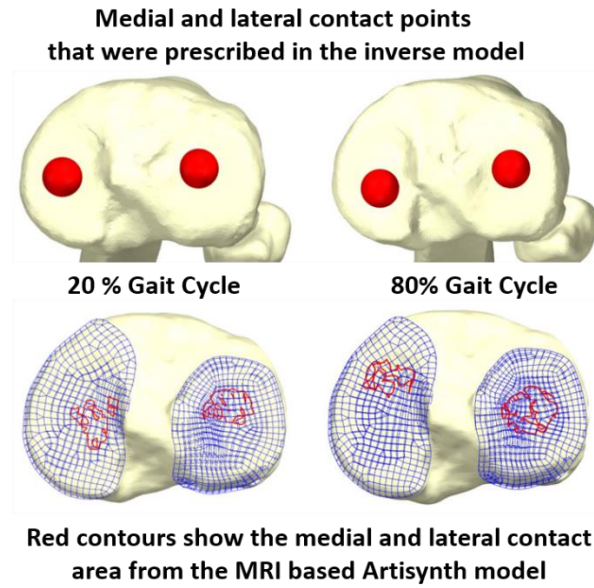 Medial and lateral contact points
that were prescribed in the inverse model
20 % Gait Cycle
80% Gait Cycle
Red contours show the medial and lateral contact
area from the MRI based Artisynth model